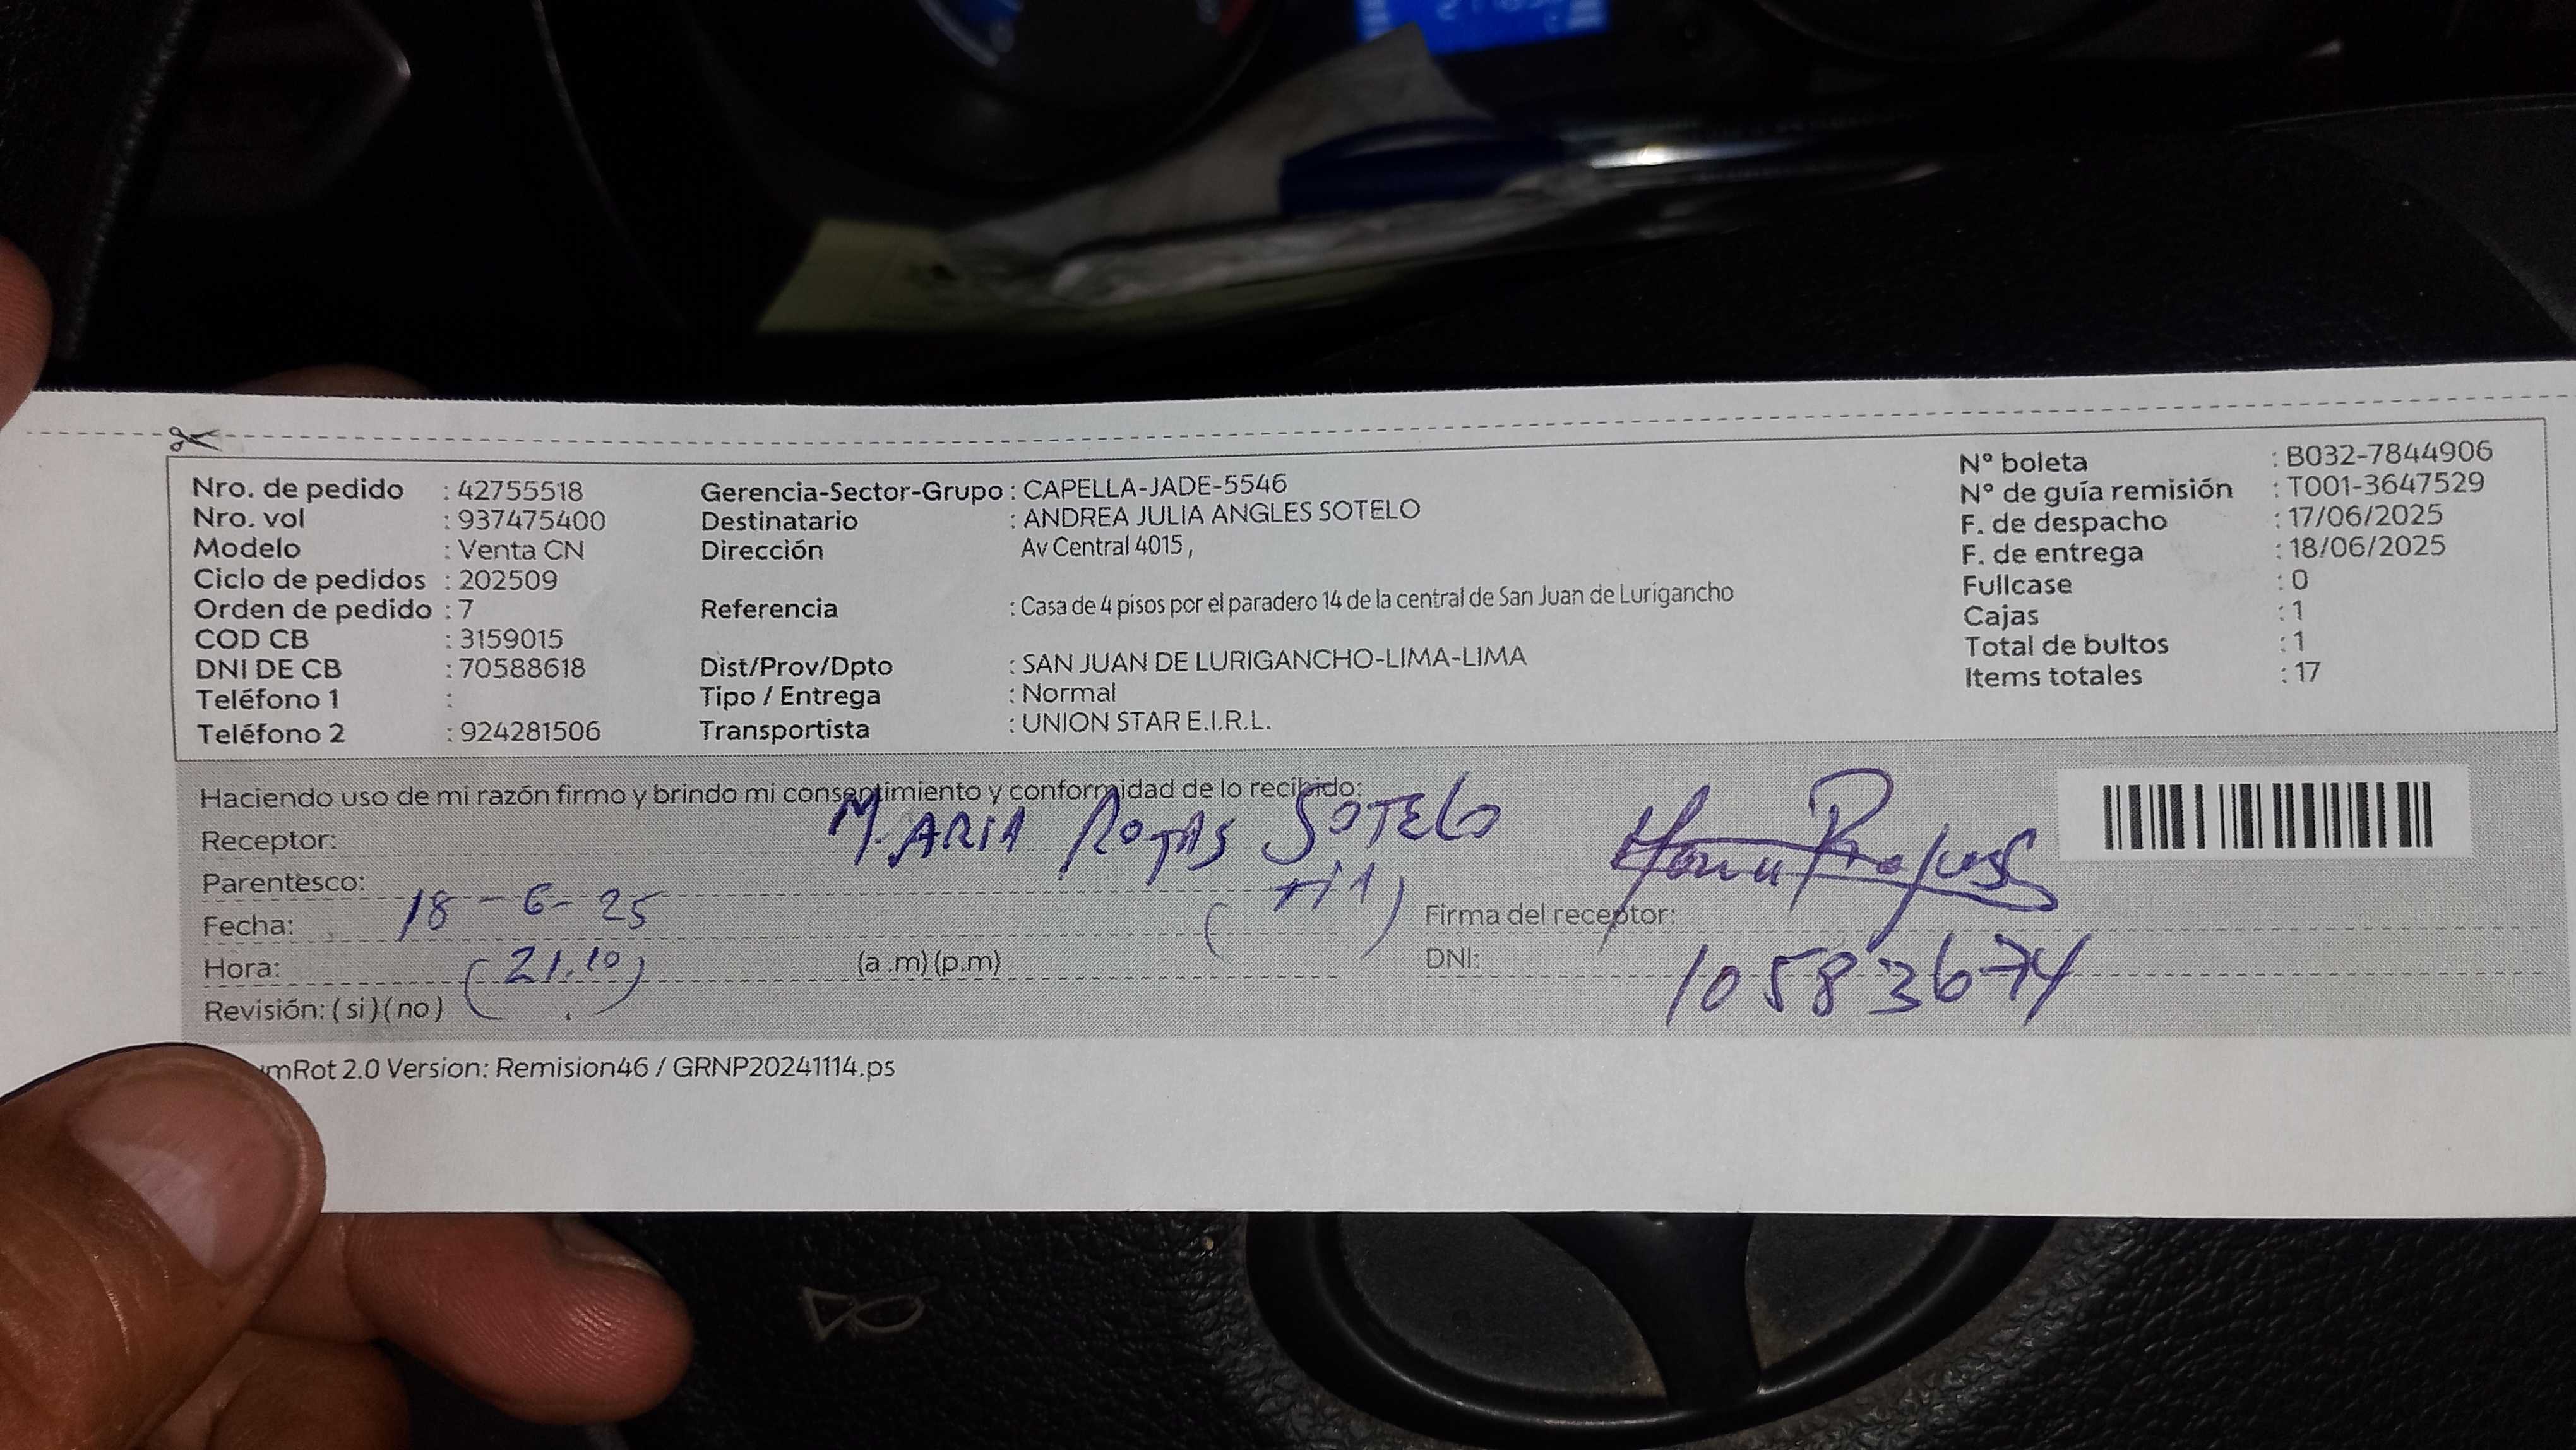 Nro. de pedido : 42755518
Nro. vol : 937475400
Modelo : Venta CN
Ciclo de pedidos : 202509
Orden de pedido : 7
COD CB : 3159015
DNI DE CB : 70588618
Teléfono 1 :
Teléfono 2 : 924281506
Gerencia-Sector-Grupo : CAPELLA-JADE-5546
Destinatario : ANDREA JULIA ANGLES SOTELO
Dirección Av Central 4015 ,
Referencia : Casa de 4 pisos por el paradero 14 de la central de San Juan de Lurigancho
Dist/Prov/Dpto : SAN JUAN DE LURIGANCHO-LIMA-LIMA
Tipo / Entrega : Normal
Transportista : UNION STAR E.I.R.L.
N° boleta : B032-7844906
N° de guía remisión : T001-3647529
F. de despacho : 17/06/2025
F. de entrega : 18/06/2025
Fullcase : 0
Cajas : 1
Total de bultos : 1
Items totales : 17
Haciendo uso de mi razón firmo y brindo mi consentimiento y conformidad de lo recibido:
Receptor: MARIA ROJAS SOTELO
Parentesco: (tia)
Fecha: 18-6-25
Hora: (21.10) (a .m) (p.m)
Revisión: ( si ) ( no )
Firma del receptor:
DNI: 10583674
mRot 2.0 Version: Remision46 / GRNP20241114.ps